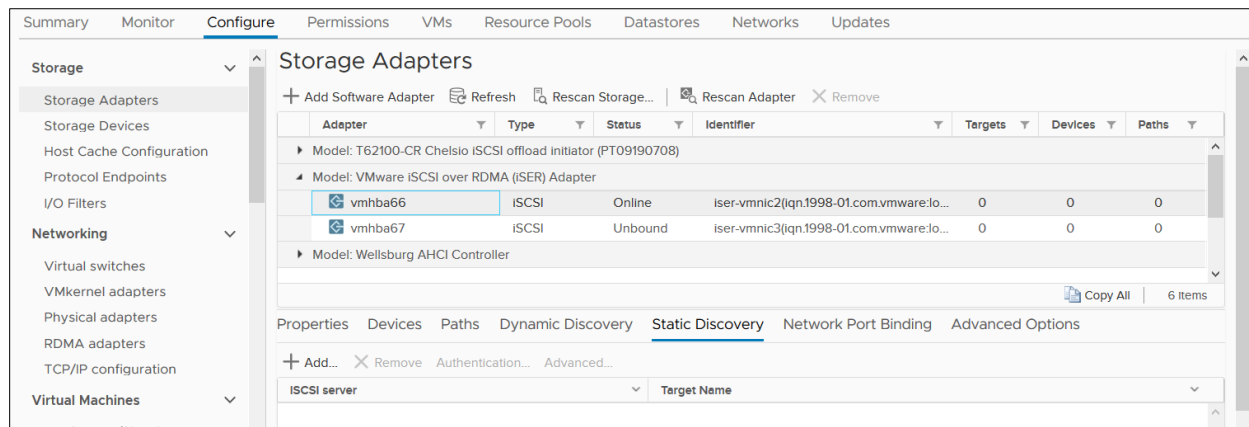 Summary Monitor Configure Permissions VMs Resource Pools Datastores Networks Updates
Storage
Storage Adapters
Storage Devices
Host Cache Configuration
Protocol Endpoints
I/O Filters
Networking
Virtual switches
VMkernel adapters
Physical adapters
RDMA adapters
TCP/IP configuration
Virtual Machines
Storage Adapters
Add Software Adapter Refresh Rescan Storage... Rescan Adapter Remove
Adapter Type Status Identifier Targets Devices Paths
Model: T62100-CR Chelsio iSCSI offload initiator (PT09190708)
Model: VMware iSCSI over RDMA (iSER) Adapter
vmhba66 iSCSI Online iser-vmnic2(iqn.1998-01.com.vmware:lo... 0 0 0
vmhba67 iSCSI Unbound iser-vmnic3(iqn.1998-01.com.vmware:lo... 0 0 0
Model: Wellsburg AHCI Controller
Copy All 6 items
Properties Devices Paths Dynamic Discovery Static Discovery Network Port Binding Advanced Options
Add... Remove Authentication... Advanced...
iSCSI server Target Name